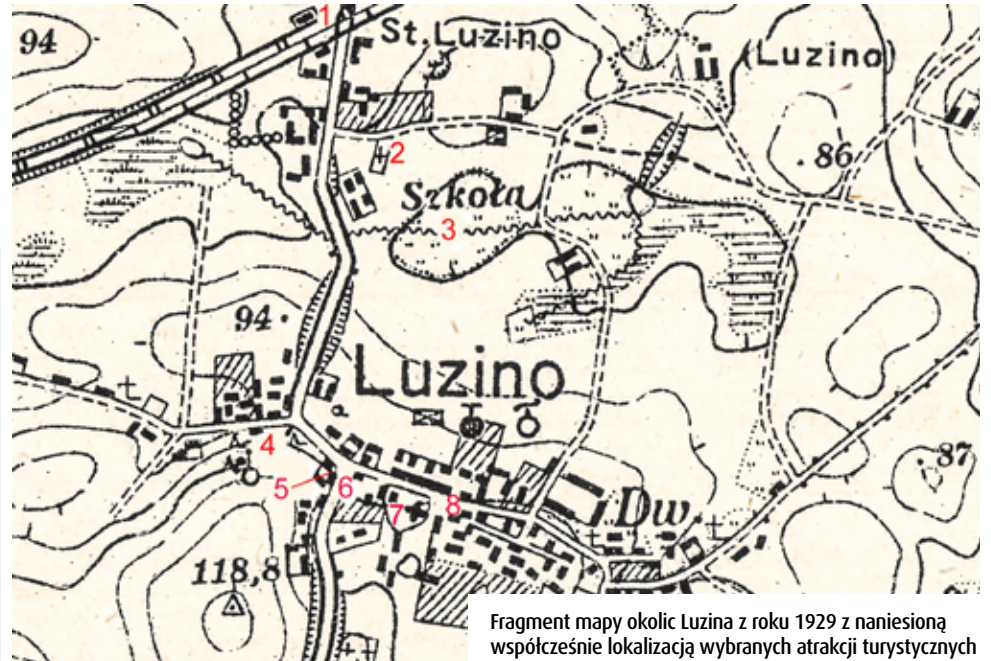 1
94
St. Luzino
(Luzino)
2
. 86
Szkoła
3
94 .
Luzino
4
5
6
7
8
87
Dw.
118,8
Fragment mapy okolic Luzina z roku 1929 z naniesioną
współcześnie lokalizacją wybranych atrakcji turystycznych